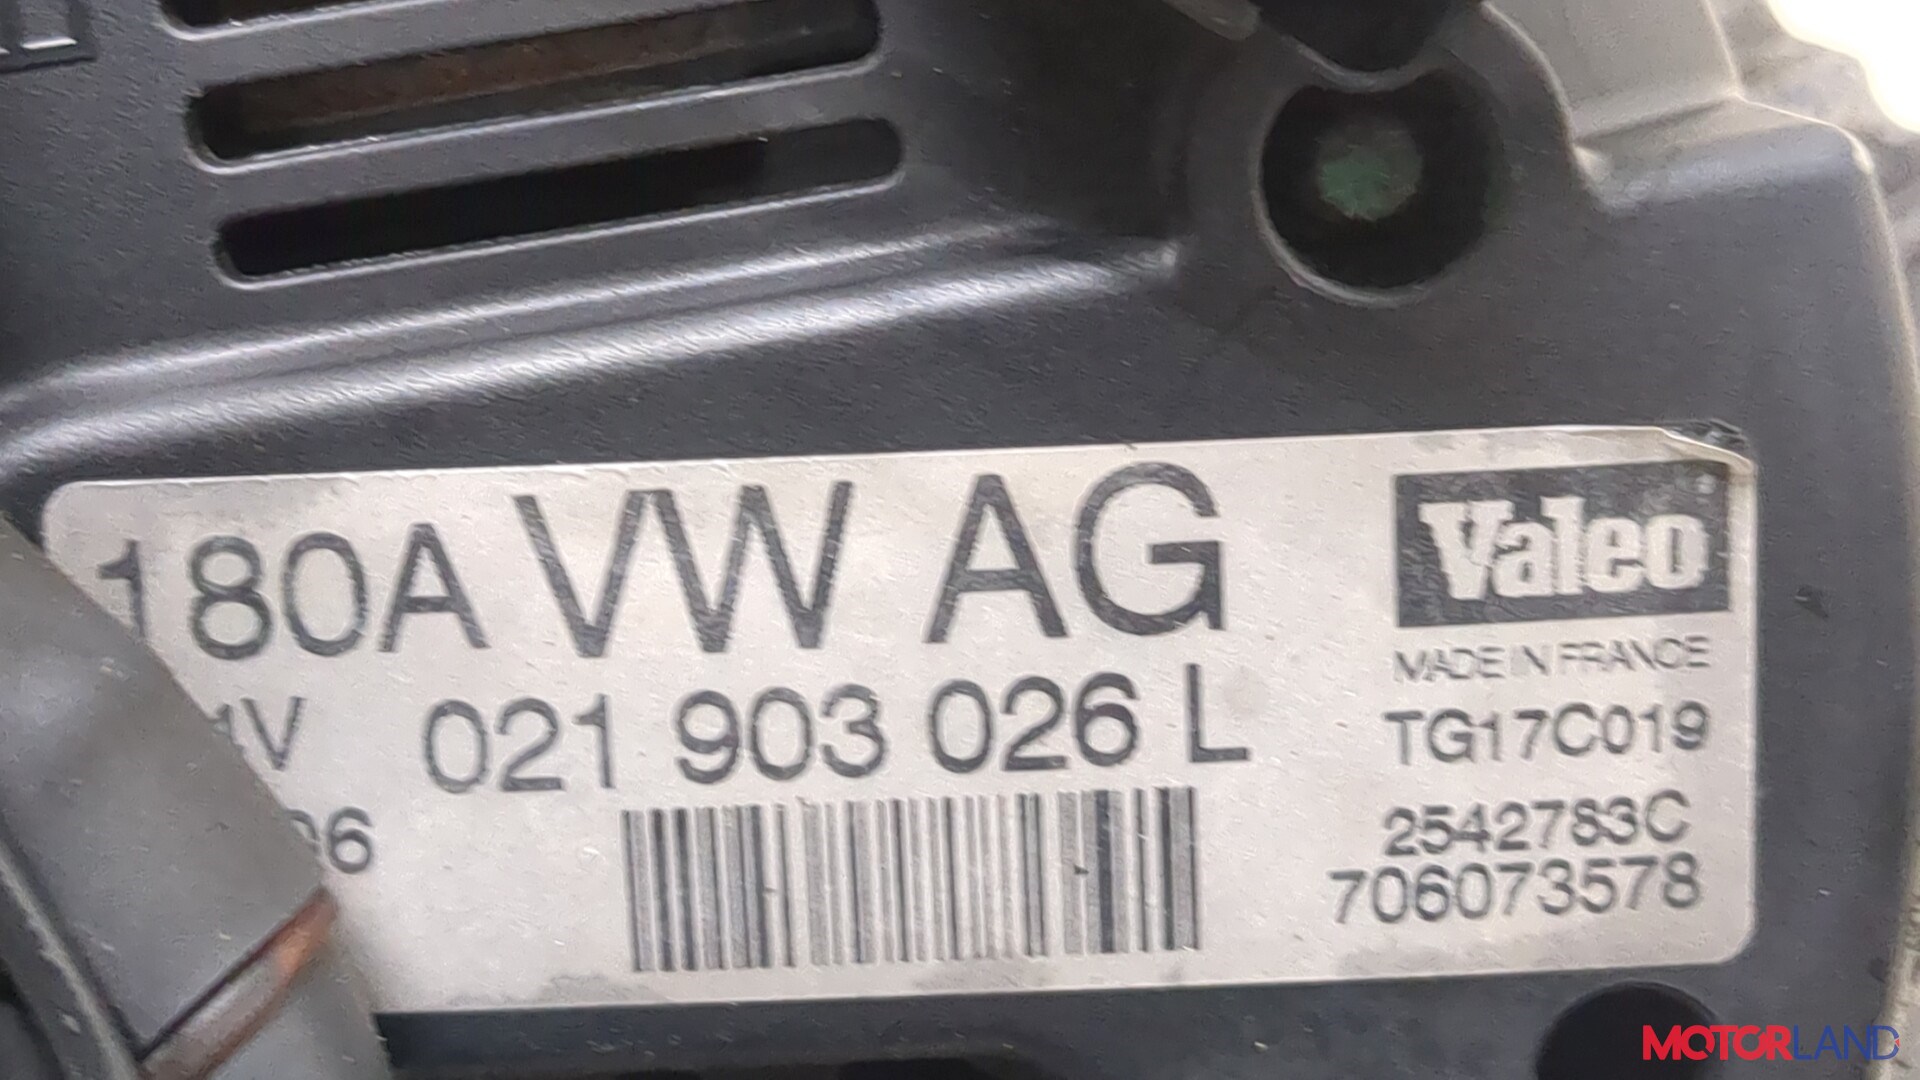 180A VW AG
Valeo
MADE IN FRANCE
021 903 026 L
TG17C019
2542783C
706073578
MOTORLAND